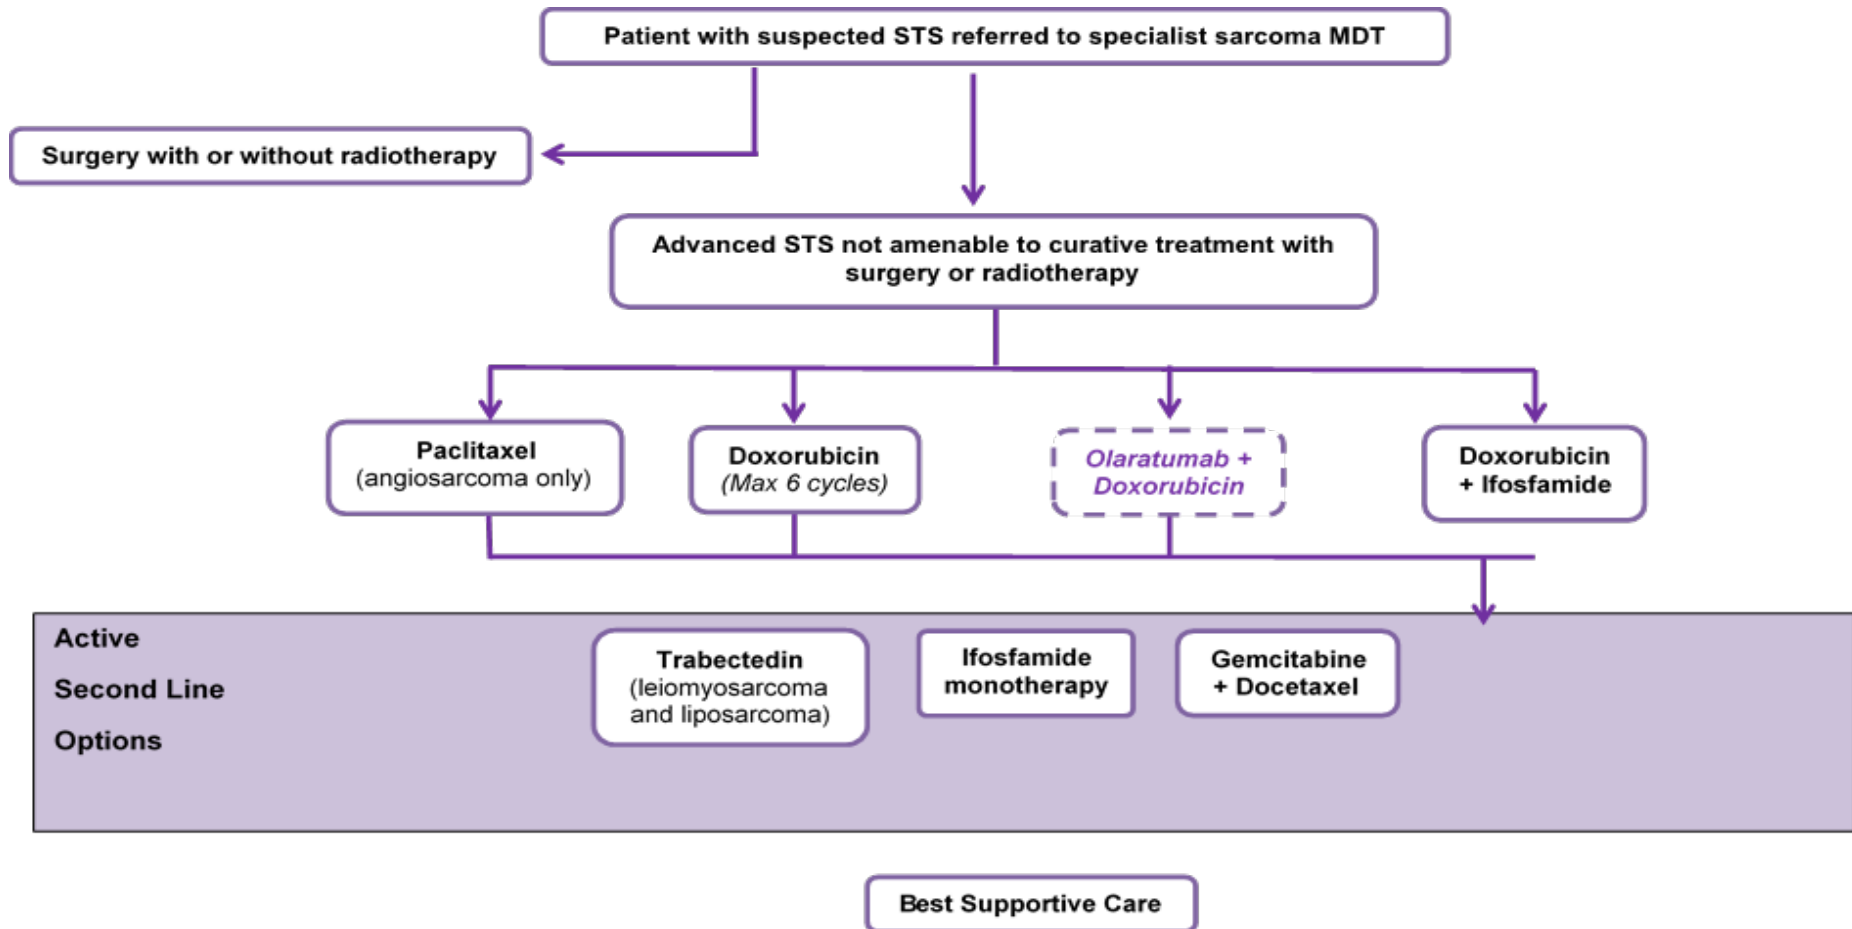 Patient with suspected STS referred to specialist sarcoma MDT
Surgery with or without radiotherapy
Advanced STS not amenable to curative treatment with
surgery or radiotherapy
Paclitaxel
(angiosarcoma only)
Doxorubicin
(Max 6 cycles)
Olaratumab +
Doxorubicin
Doxorubicin
+ Ifosfamide
Active
Second Line
Options
Trabectedin
(leiomyosarcoma
and liposarcoma)
Ifosfamide
monotherapy
Gemcitabine
+ Docetaxel
Best Supportive Care